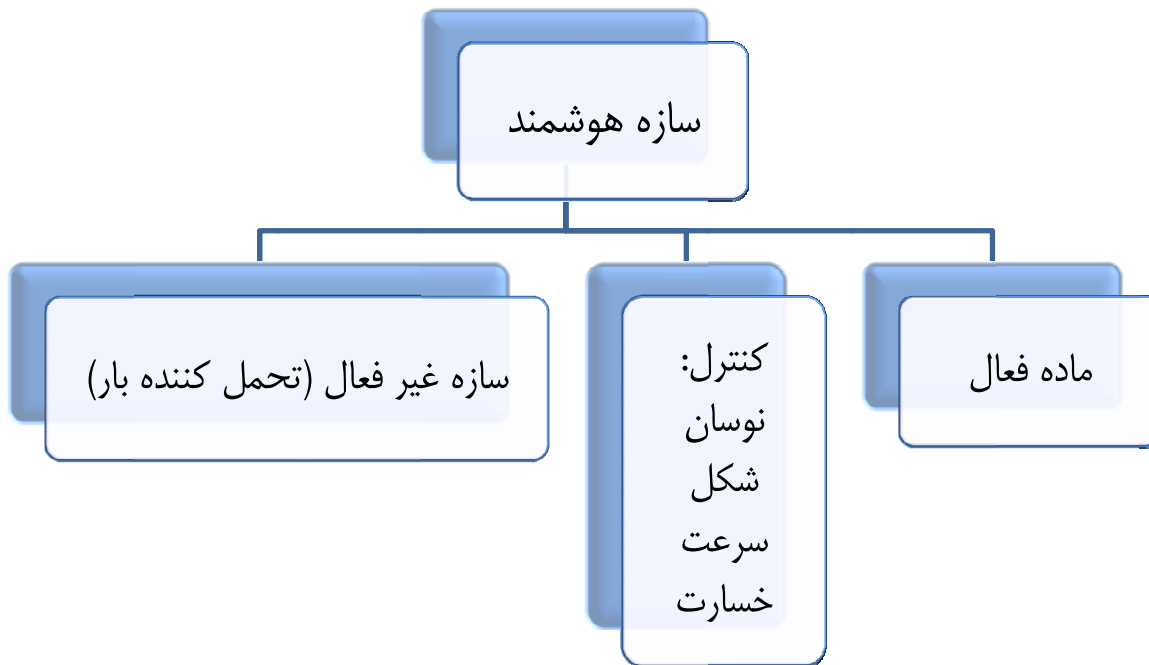 سازه هوشمند
ماده فعال
کنترل:
نوسان
شکل
سرعت
خسارت
سازه غیر فعال (تحمل کننده بار)